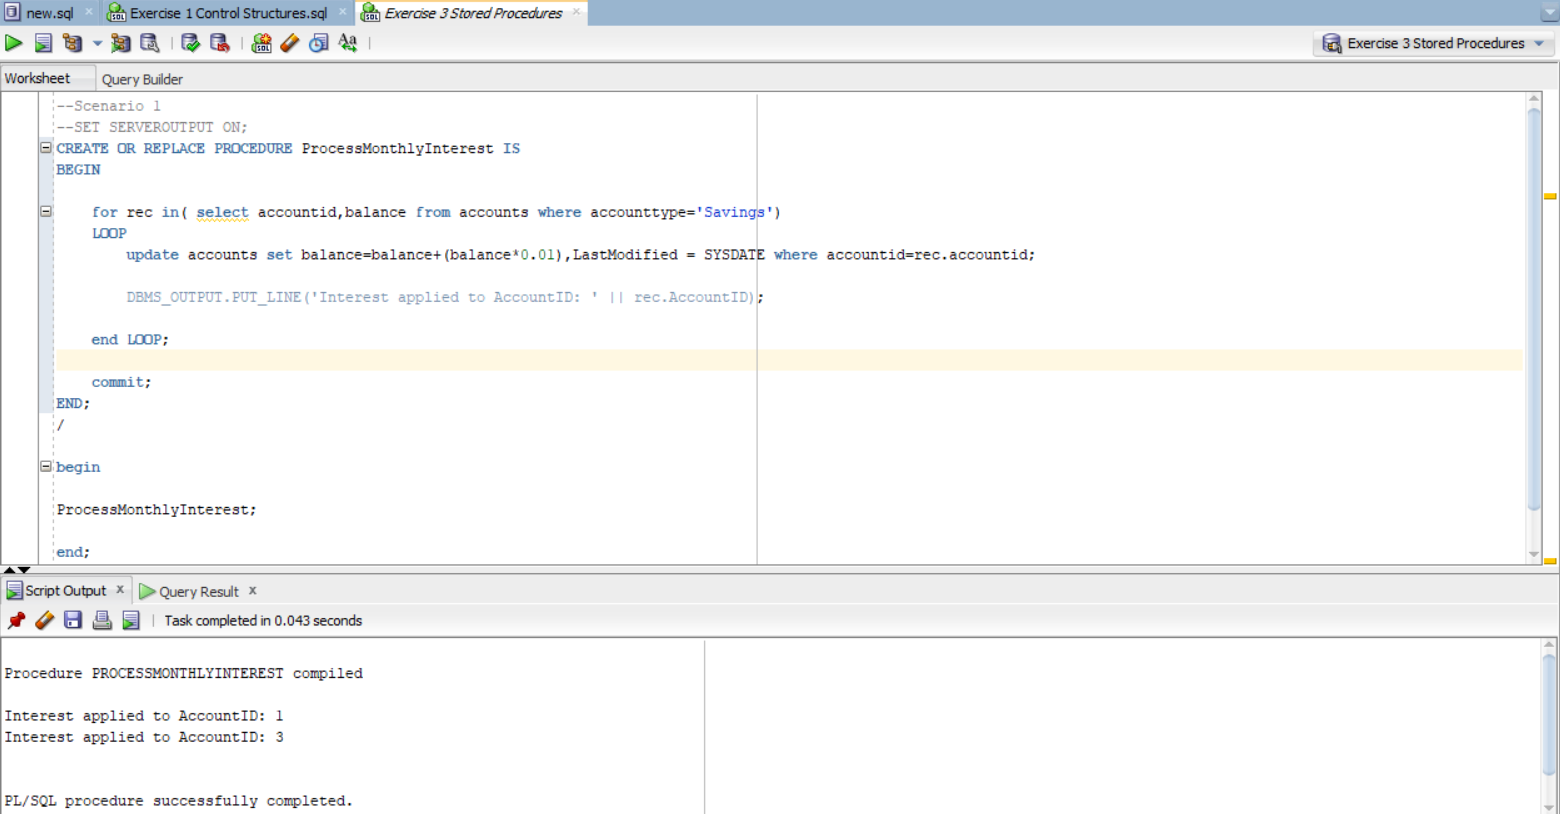 new.sql Exercise 1 Control Structures.sql Exercise 3 Stored Procedures
Aa Exercise 3 Stored Procedures
Worksheet Query Builder
--Scenario 1
--SET SERVEROUTPUT ON;
CREATE OR REPLACE PROCEDURE ProcessMonthlyInterest IS
BEGIN
for rec in( select accountid,balance from accounts where accounttype='Savings')
LOOP
update accounts set balance=balance+(balance*0.01),LastModified = SYSDATE where accountid=rec.accountid;
DBMS_OUTPUT.PUT_LINE('Interest applied to AccountID: ' || rec.AccountID);
end LOOP;
commit;
END;
/
begin
ProcessMonthlyInterest;
end;
Script Output x Query Result x
Task completed in 0.043 seconds
Procedure PROCESSMONTHLYINTEREST compiled
Interest applied to AccountID: 1
Interest applied to AccountID: 3
PL/SQL procedure successfully completed.